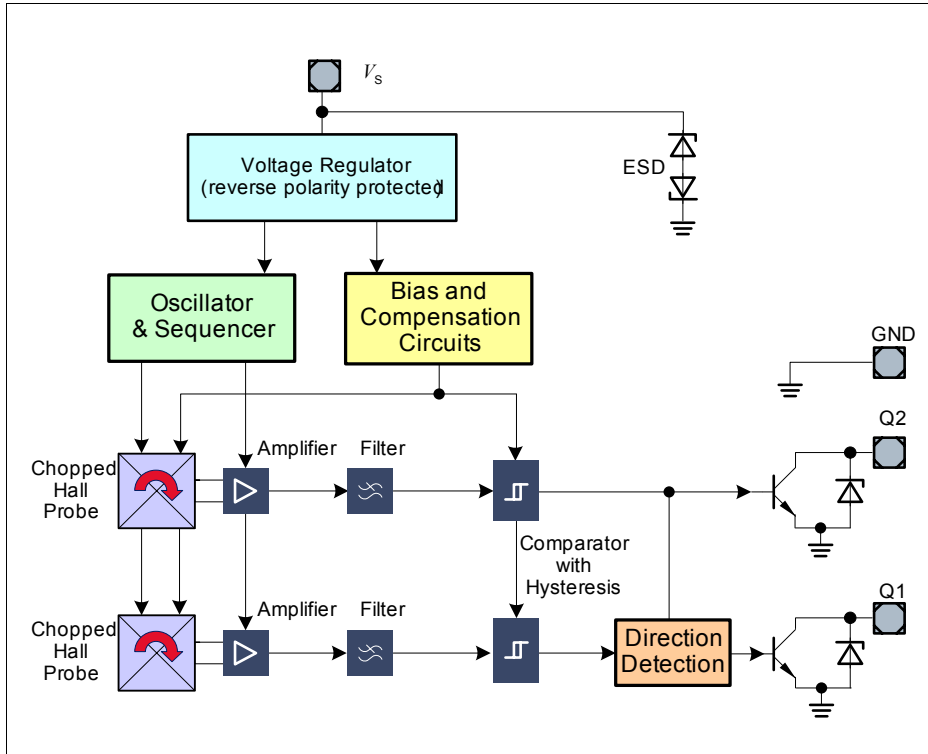 VS
Voltage Regulator
(reverse polarity protected)
ESD
Oscillator
& Sequencer
Bias and
Compensation
Circuits
GND
Q2
Amplifier
Filter
Chopped
Hall
Probe
Comparator
with
Hysteresis
Q1
Amplifier
Filter
Chopped
Hall
Probe
Direction
Detection